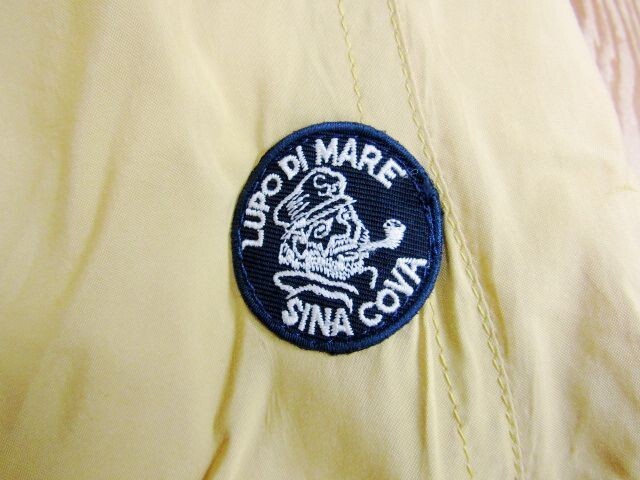 LUPO DI MARE
SINA COVA